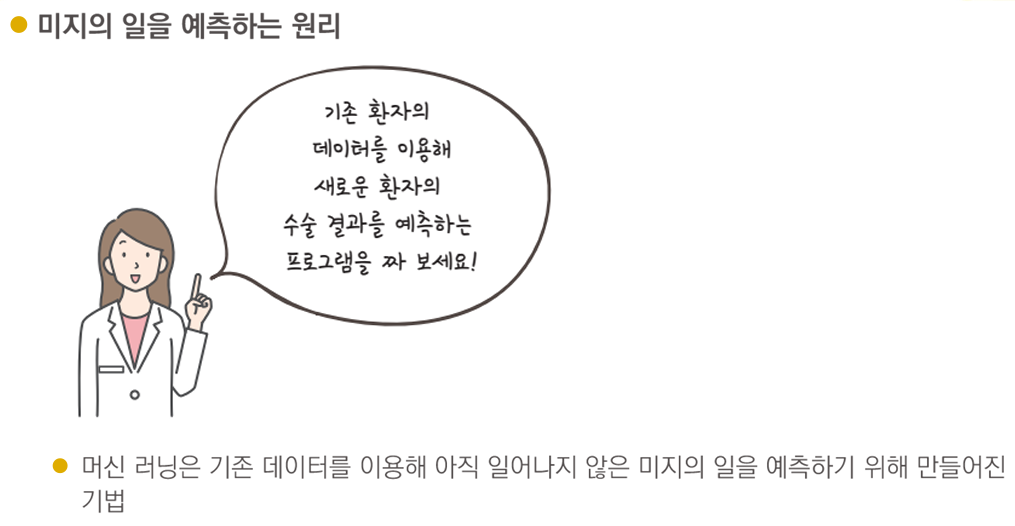 미지의 일을 예측하는 원리
기존 환자의
데이터를 이용해
새로운 환자의
수술 결과를 예측하는
프로그램을 짜 보세요!
머신 러닝은 기존 데이터를 이용해 아직 일어나지 않은 미지의 일을 예측하기 위해 만들어진
기법